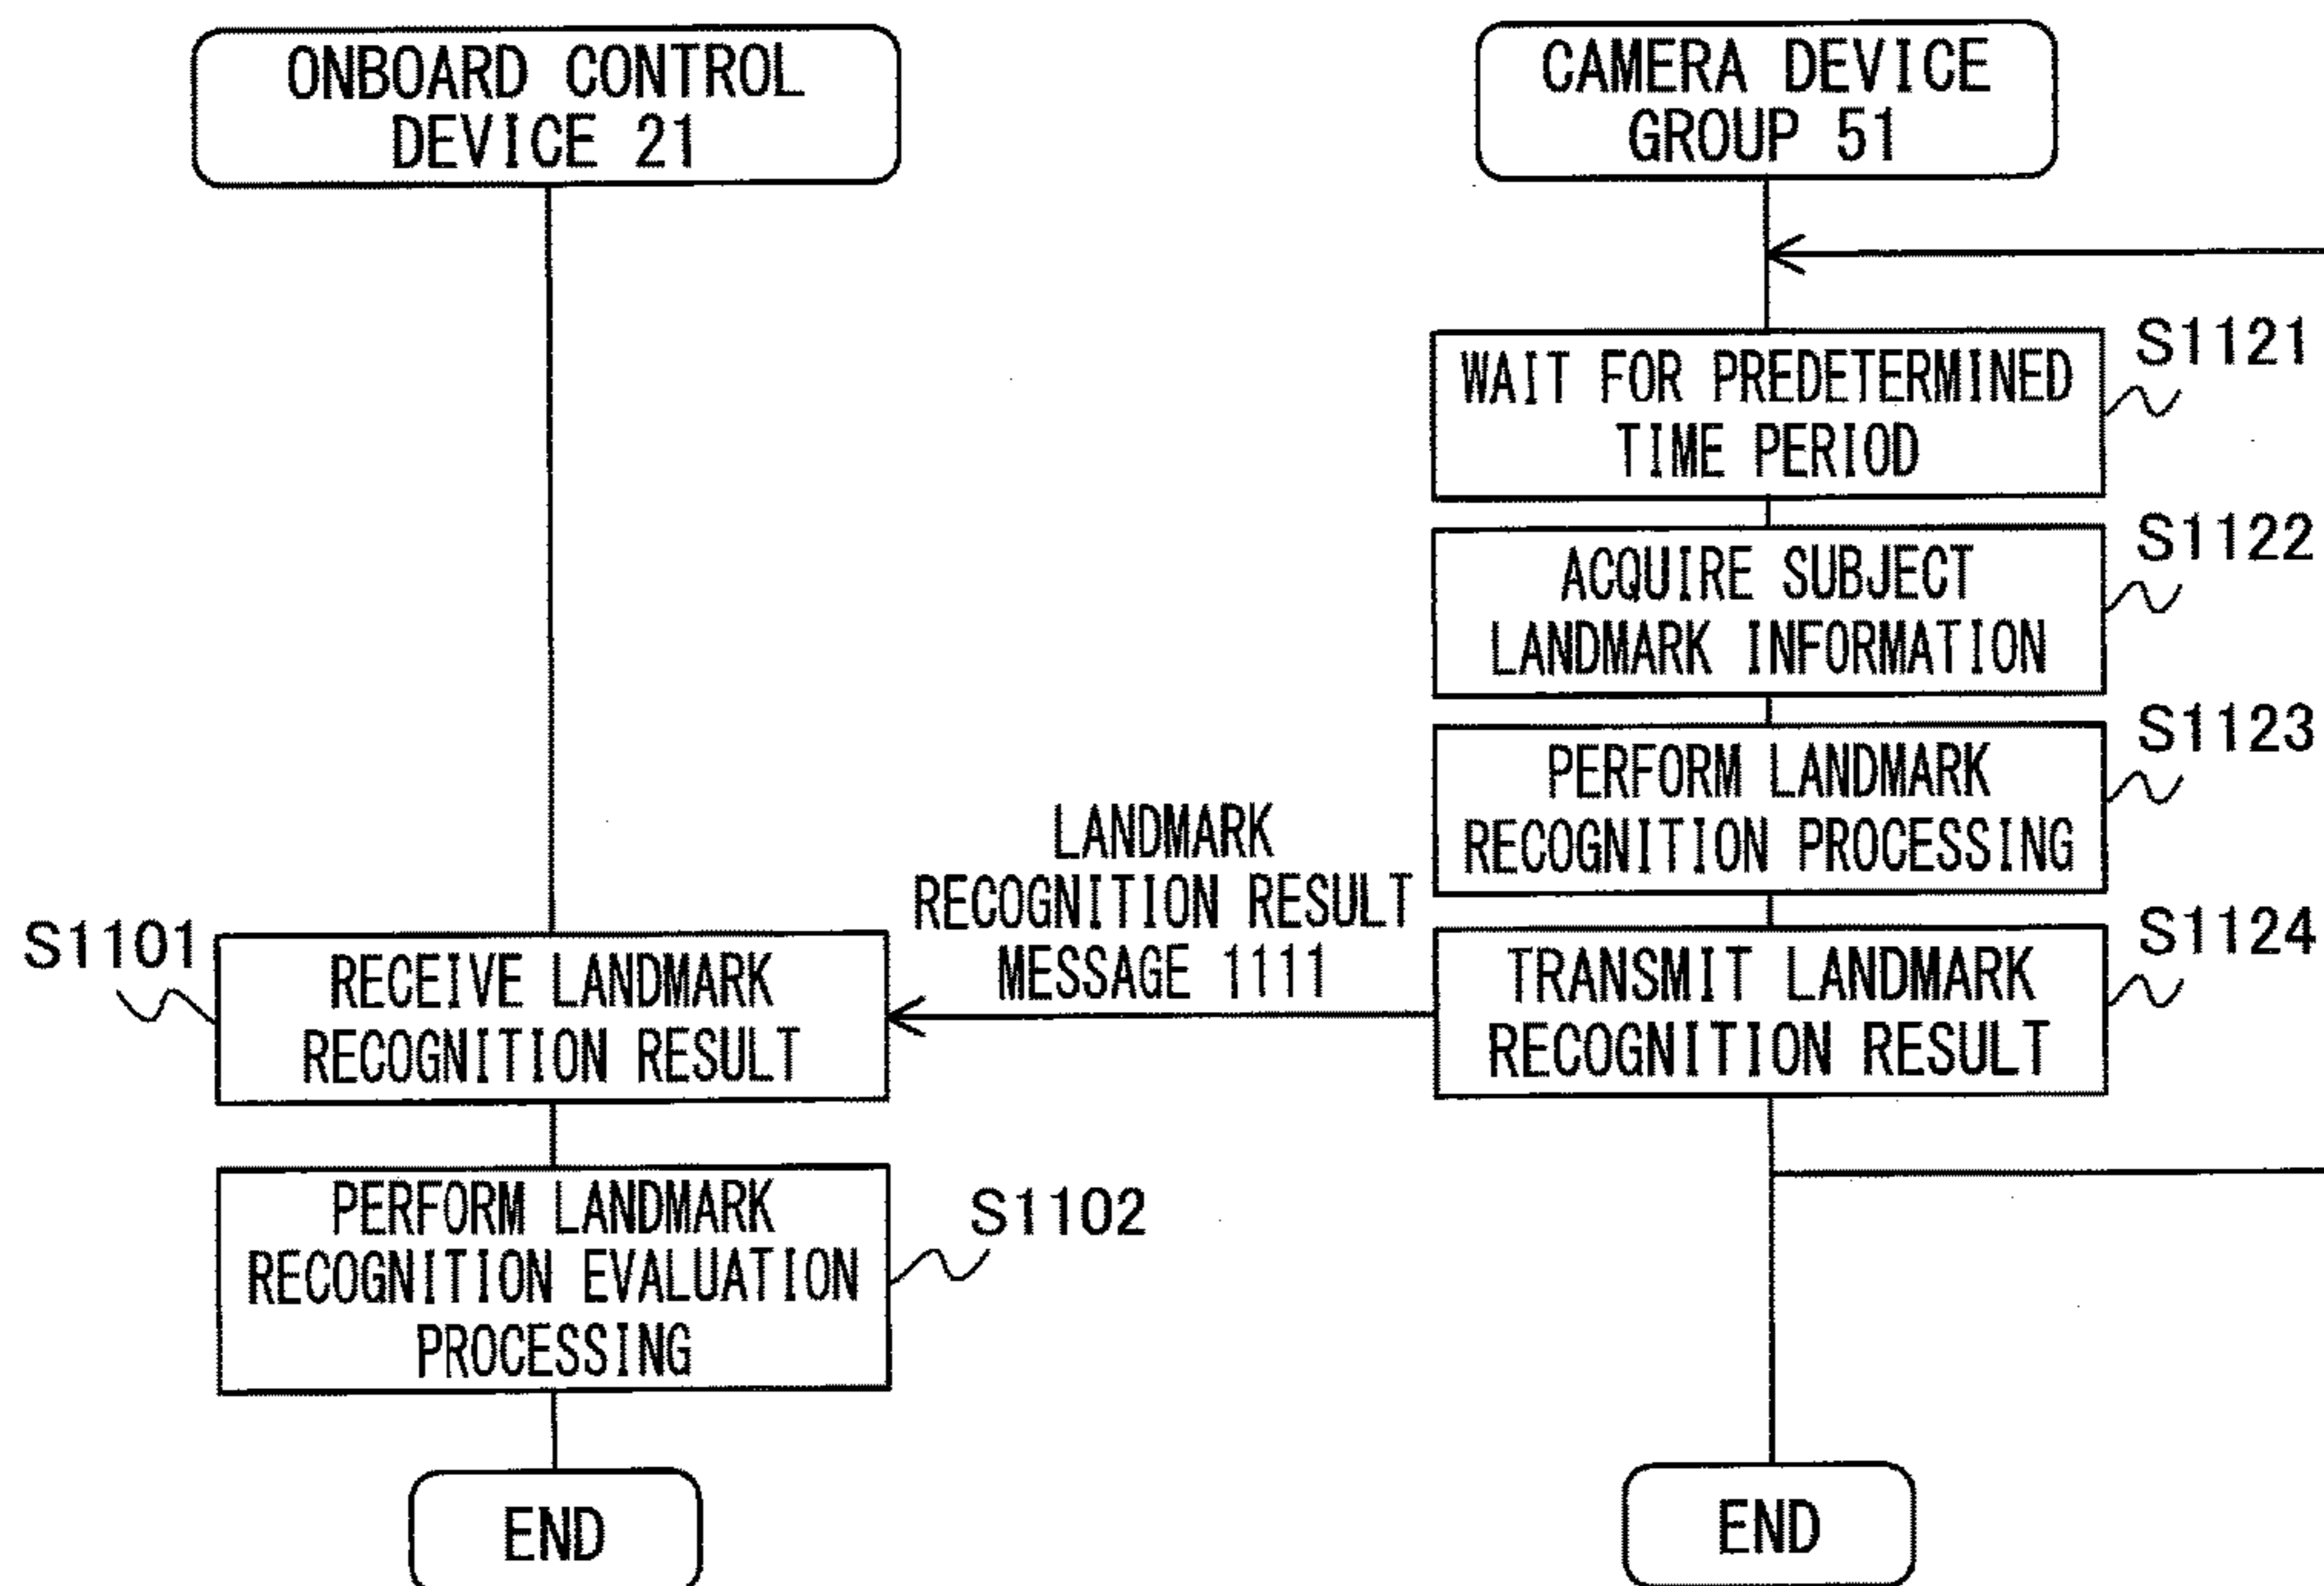 ONBOARD CONTROL
DEVICE 21
CAMERA DEVICE
GROUP 51
WAIT FOR PREDETERMINED
TIME PERIOD
S1121
ACQUIRE SUBJECT
LANDMARK INFORMATION
S1122
PERFORM LANDMARK
RECOGNITION PROCESSING
S1123
LANDMARK
RECOGNITION RESULT
MESSAGE 1111
TRANSMIT LANDMARK
RECOGNITION RESULT
S1124
S1101
RECEIVE LANDMARK
RECOGNITION RESULT
PERFORM LANDMARK
RECOGNITION EVALUATION
PROCESSING
S1102
END
END